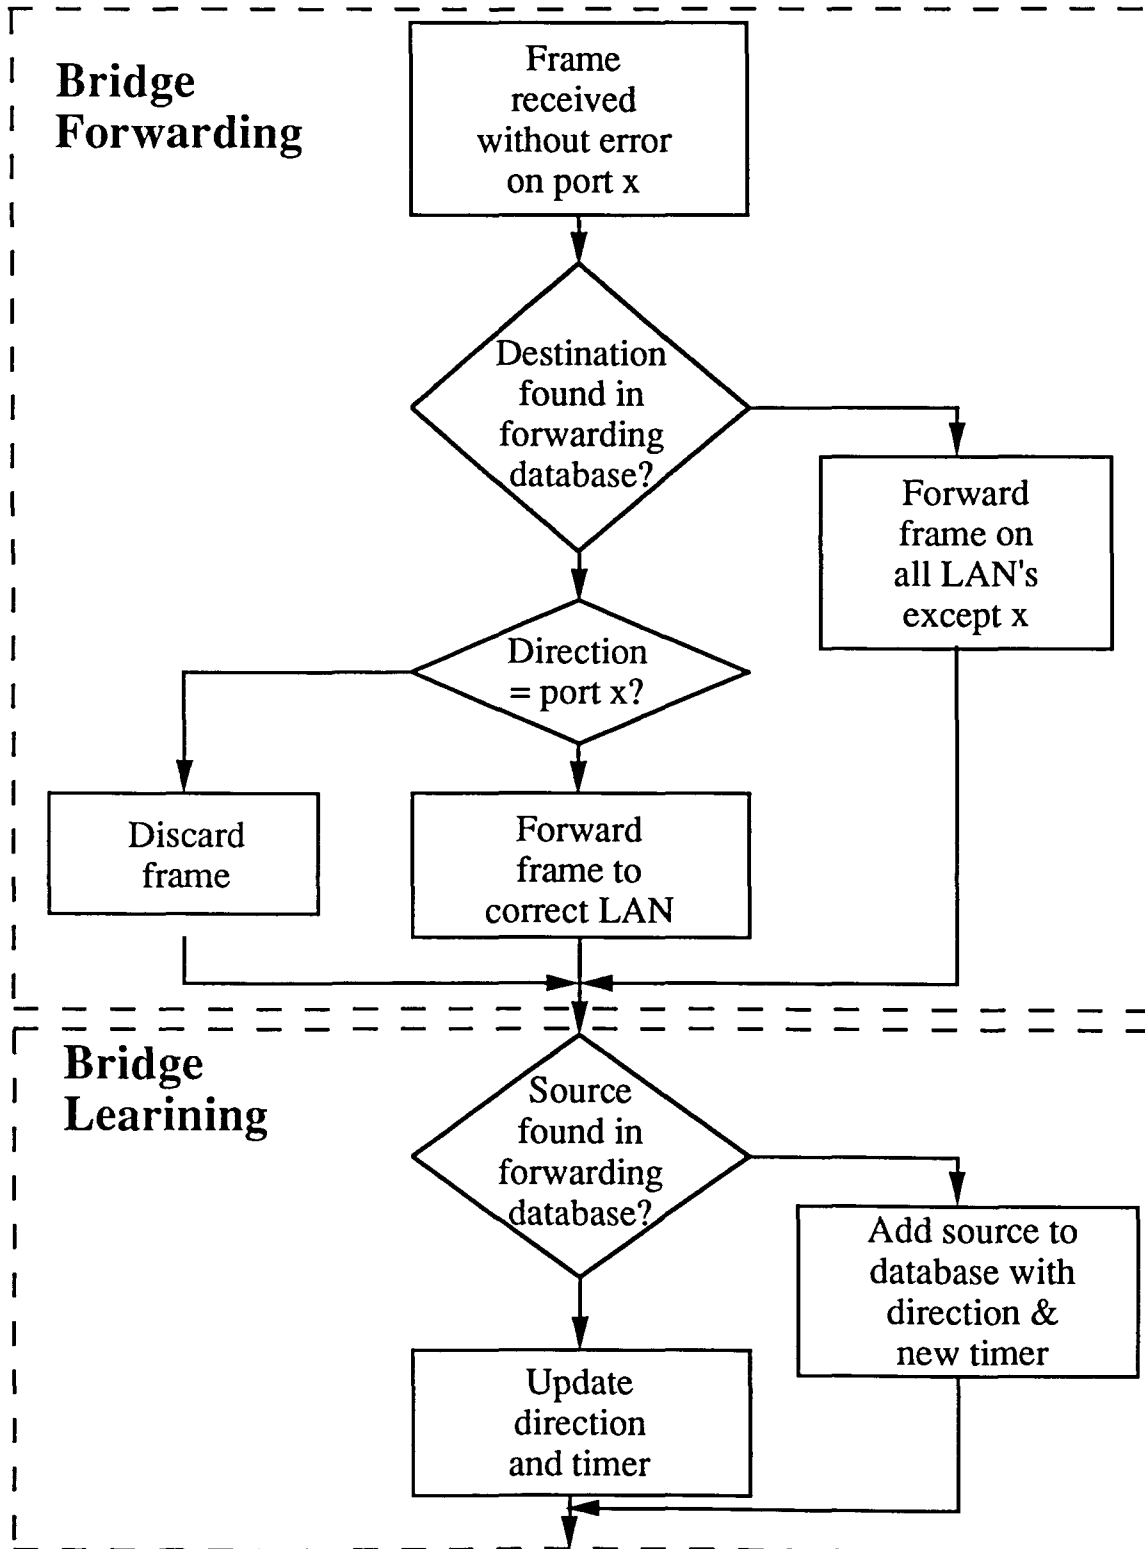 Bridge
Forwarding
Frame
received
without error
on port x
Destination
found in
forwarding
database?
Forward
frame on
all LAN's
except x
Direction
= port x?
Discard
frame
Forward
frame to
correct LAN
Bridge
Learining
Source
found in
forwarding
database?
Add source to
database with
direction &
new timer
Update
direction
and timer